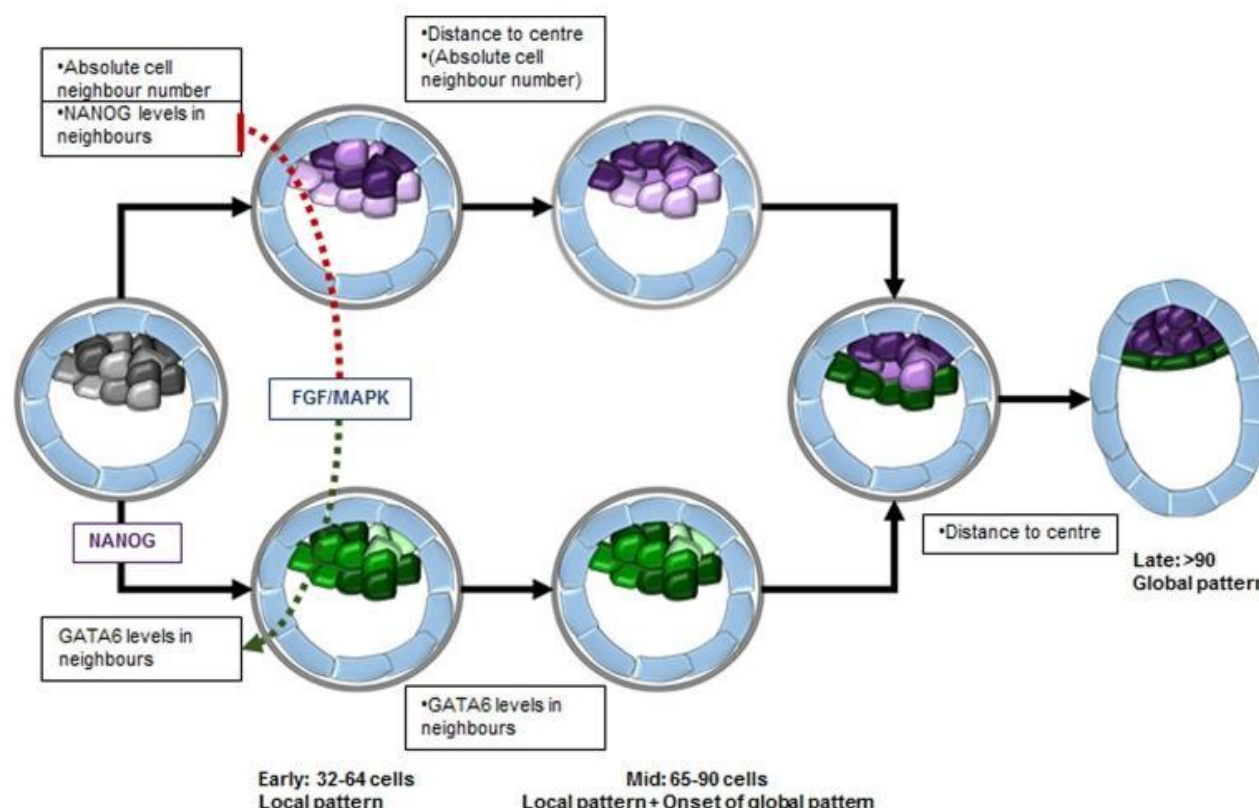 •Absolute cell
neighbour number
•NANOG levels in
neighbours
•Distance to centre
•(Absolute cell
neighbour number)
FGF/MAPK
NANOG
GATA6 levels in
neighbours
•GATA6 levels in
neighbours
•Distance to centre
Late: >90
Global pattern
Early: 32-64 cells
Local pattern
Mid: 65-90 cells
Local pattern + Onset of global pattern